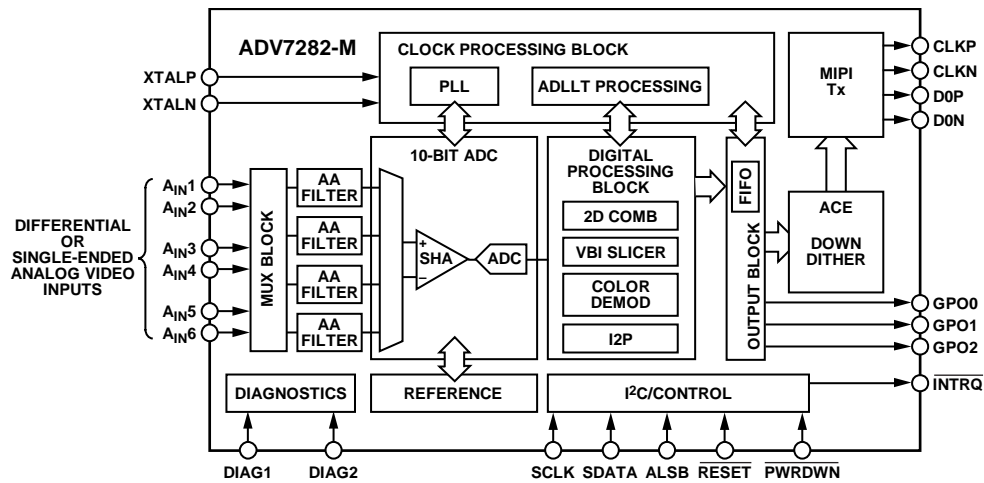 ADV7282-M
CLOCK PROCESSING BLOCK
PLL
ADLLT PROCESSING
XTALP
XTALN
MIPI
Tx
CLKP
CLKN
D0P
D0N
10-BIT ADC
DIGITAL
PROCESSING
BLOCK
2D COMB
VBI SLICER
COLOR
DEMOD
I2P
FIFO
OUTPUT BLOCK
ACE
DOWN
DITHER
DIFFERENTIAL
OR
SINGLE-ENDED
ANALOG VIDEO
INPUTS
AIN1
AIN2
AIN3
AIN4
AIN5
AIN6
MUX BLOCK
AA
FILTER
AA
FILTER
AA
FILTER
AA
FILTER
+
SHA
−
ADC
GPO0
GPO1
GPO2
INTRQ
DIAGNOSTICS
REFERENCE
I2C/CONTROL
DIAG1
DIAG2
SCLK
SDATA
ALSB
RESET
PWRDWN